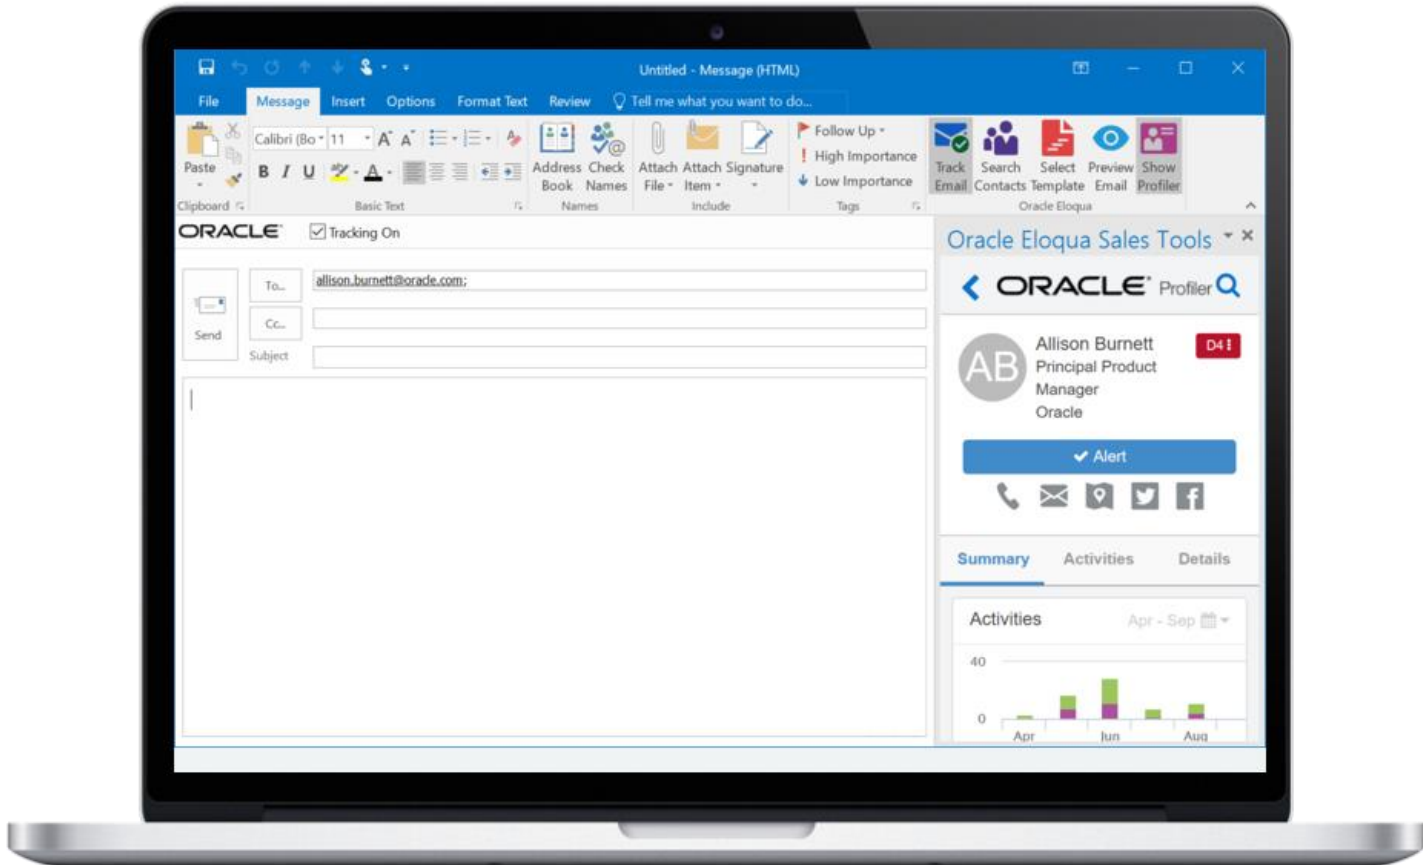 Untitled - Message (HTML)
File Message Insert Options Format Text Review Tell me what you want to do...
Paste
Calibri (Bo 11 A A
B I U A
Address Book
Check Names
Attach File
Attach Item
Signature
Follow Up
High Importance
Low Importance
Track Email
Search Contacts
Select Template
Preview Email
Show Profiler
Clipboard Basic Text Names Include Tags Oracle Eloqua
ORACLE Tracking On
To... allison.burnett@oracle.com;
Cc...
Send
Subject
Oracle Eloqua Sales Tools
ORACLE Profiler
AB
Allison Burnett
Principal Product
Manager
Oracle
D4
Alert
Summary Activities Details
Activities Apr - Sep
40
0
Apr Jun Aug